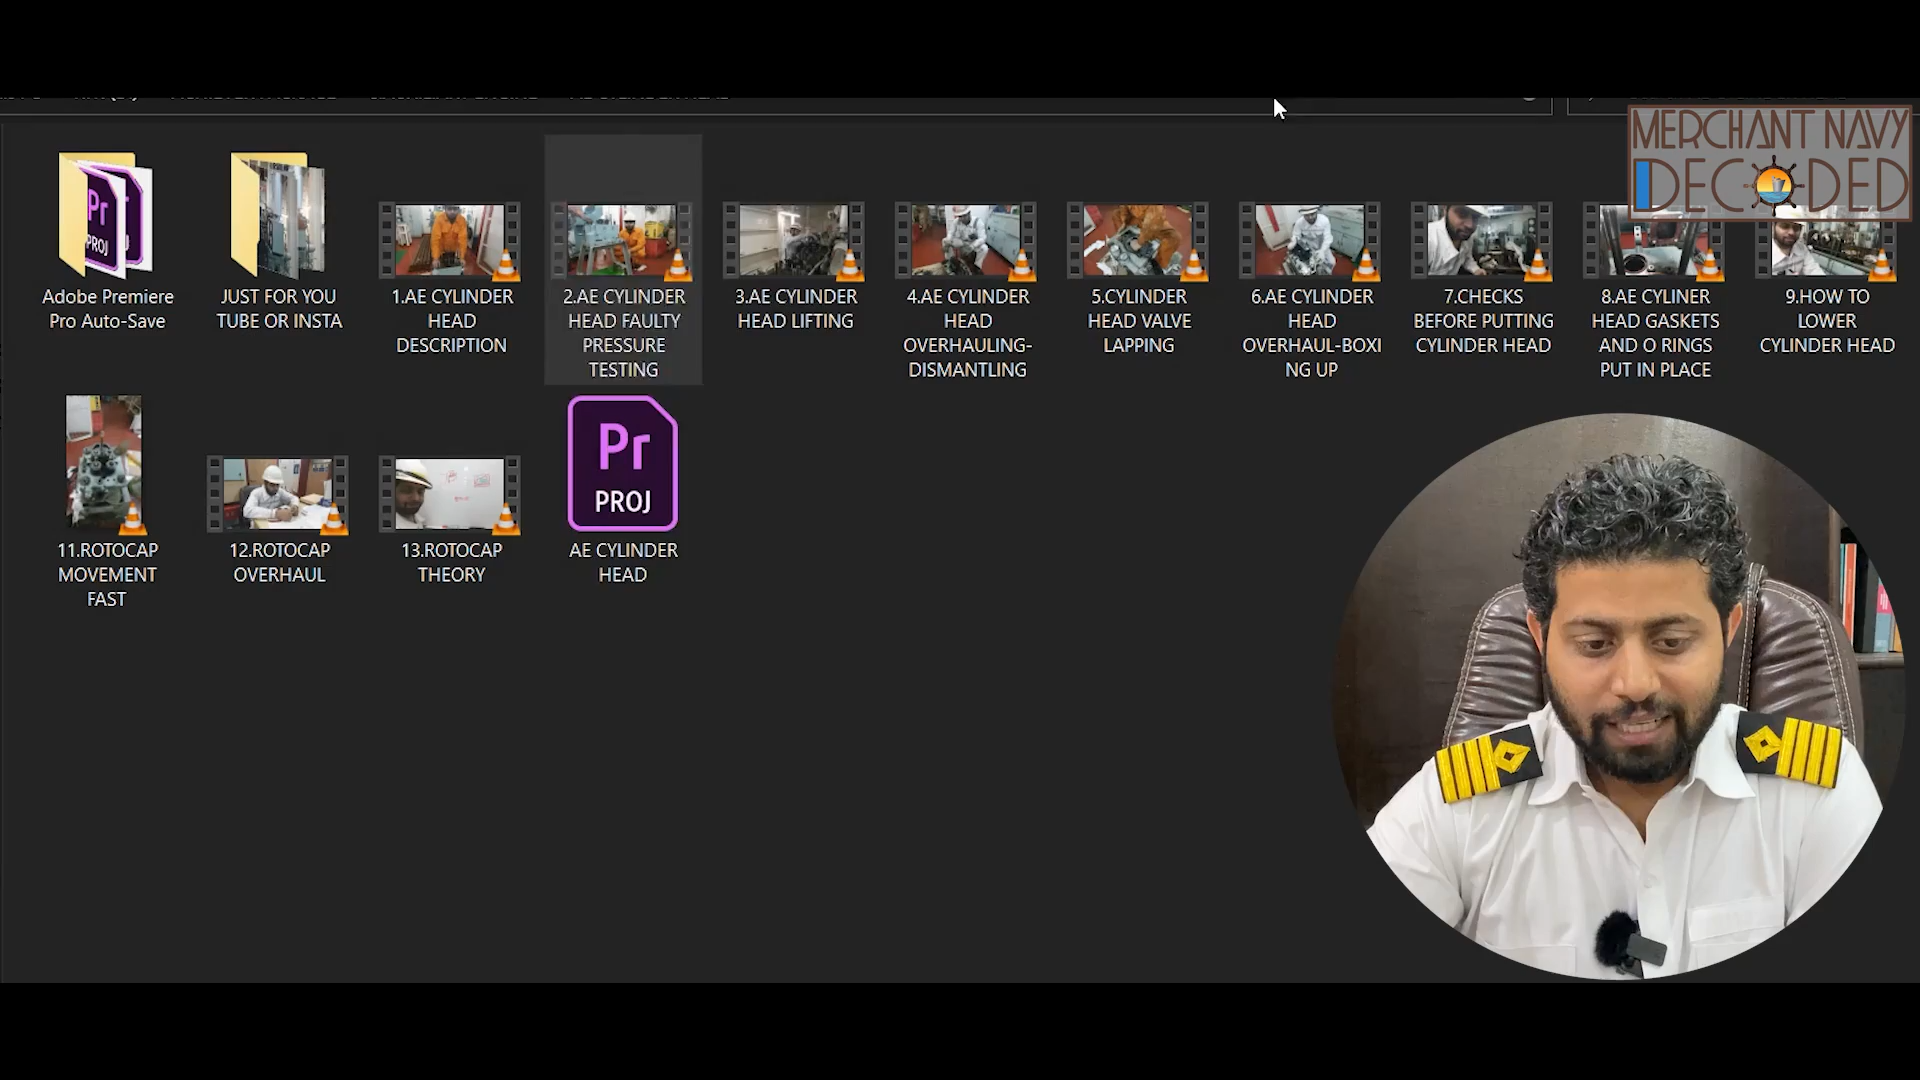 MERCHANT NAVY
DECODED
Adobe Premiere
Pro Auto-Save
JUST FOR YOU
TUBE OR INSTA
1.AE CYLINDER
HEAD
DESCRIPTION
2.AE CYLINDER
HEAD FAULTY
PRESSURE
TESTING
3.AE CYLINDER
HEAD LIFTING
4.AE CYLINDER
HEAD
OVERHAULING-
DISMANTLING
5.CYLINDER
HEAD VALVE
LAPPING
6.AE CYLINDER
HEAD
OVERHAUL-BOXI
NG UP
7.CHECKS
BEFORE PUTTING
CYLINDER HEAD
8.AE CYLINER
HEAD GASKETS
AND O RINGS
PUT IN PLACE
9.HOW TO
LOWER
CYLINDER HEAD
11.ROTOCAP
MOVEMENT
FAST
12.ROTOCAP
OVERHAUL
13.ROTOCAP
THEORY
Pr
PROJ
AE CYLINDER
HEAD